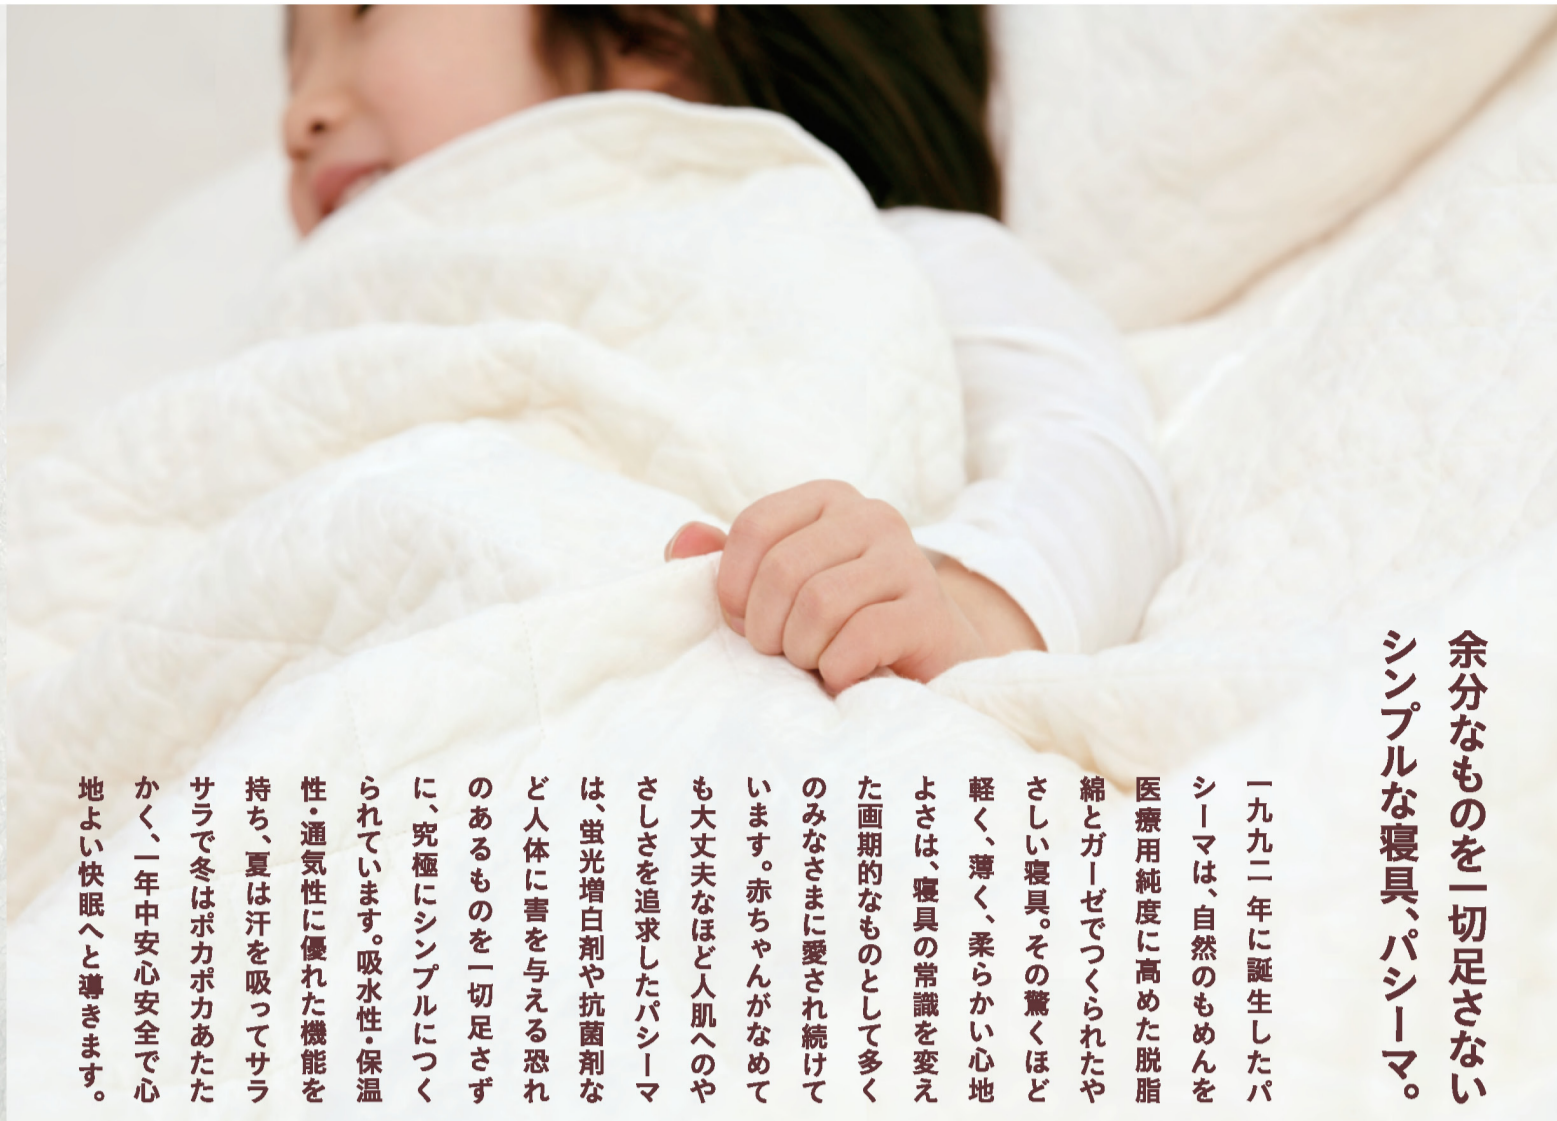 余分なものを一切足さない
シンプルな寝具、パシーマ。
一九九二年に誕生したパ
シーマは、自然のもめんを
医療用純度に高めた脱脂
綿とガーゼでつくられたや
さしい寝具。その驚くほど
軽く、薄く、柔らかい心地
よさは、寝具の常識を変え
た画期的なものとして多く
のみなさまに愛され続けて
います。赤ちゃんがなめて
も大丈夫なほど人肌へのや
さしさを追求したパシーマ
は、蛍光増白剤や抗菌剤な
ど人体に害を与える恐れ
のあるものを一切足さず
に、究極にシンプルにつく
られています。吸水性・保温
性・通気性に優れた機能を
持ち、夏は汗を吸ってサラ
サラで冬はポカポカあたた
かく、一年中安心安全で心
地よい快眠へと導きます。